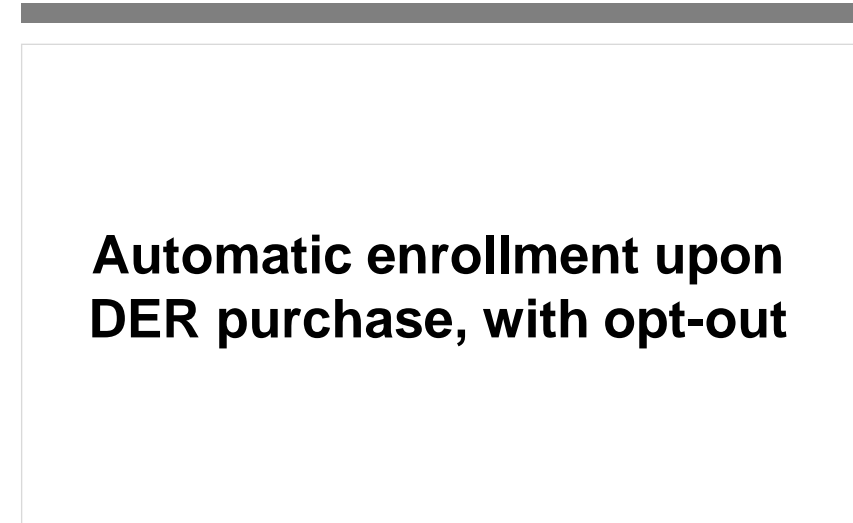 Automatic enrollment upon
DER purchase, with opt-out